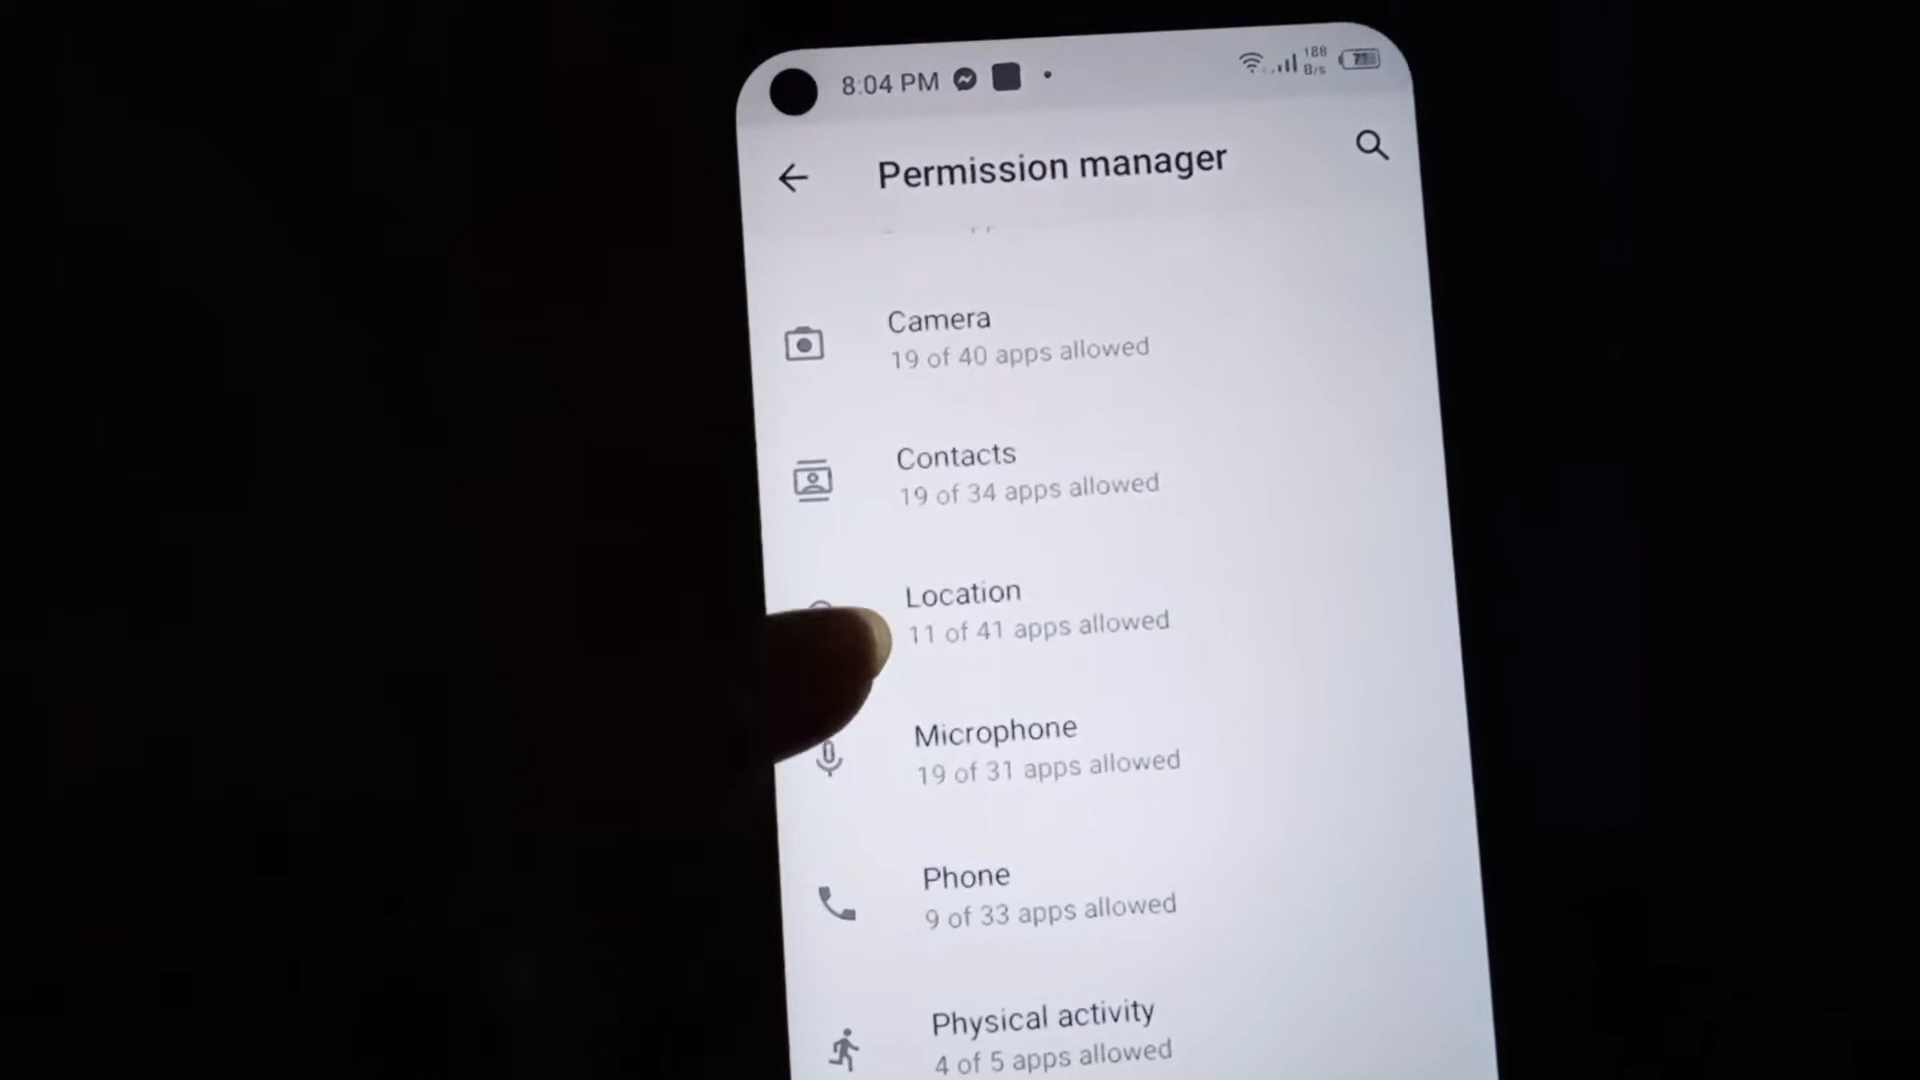 8:04 PM
188
B/s
Permission manager
Camera
19 of 40 apps allowed
Contacts
19 of 34 apps allowed
Location
11 of 41 apps allowed
Microphone
19 of 31 apps allowed
Phone
9 of 33 apps allowed
Physical activity
4 of 5 apps allowed